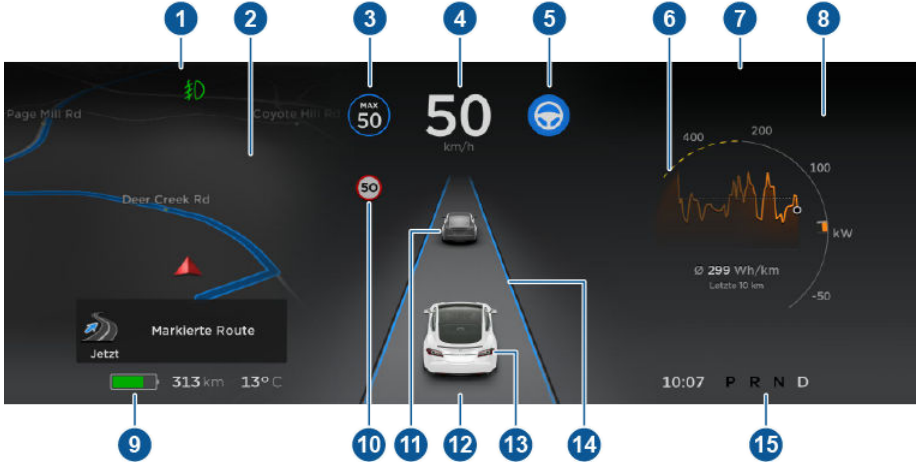 1
2
3
4
5
6
7
8
Page Mill Rd
Coyote Hill Rd
Deer Creek Rd
Markierte Route
Jetzt
313 km 13° C
MAX
50
50
km/h
50
400
200
100
kW
-50
Ø 299 Wh/km
Letzte 10 km
10:07 P R N D
9
10
11
12
13
14
15